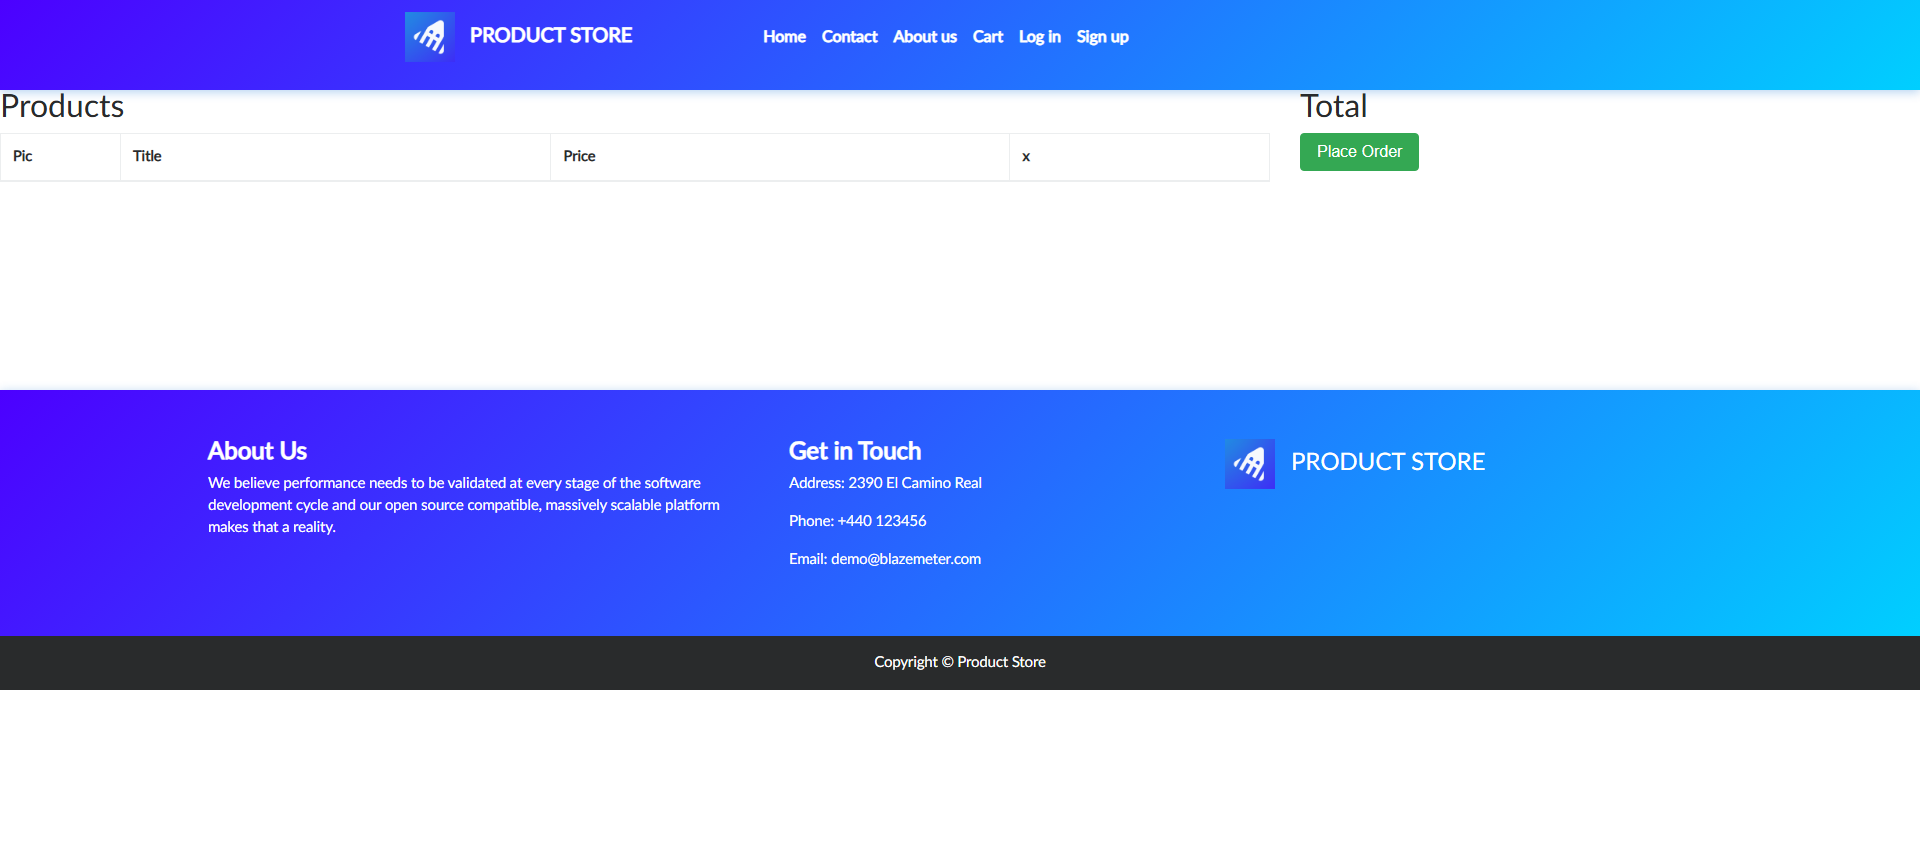 PRODUCT STORE
Home Contact About us Cart Log in Sign up
Products
Total
Pic Title Price x
Place Order
About Us
We believe performance needs to be validated at every stage of the software
development cycle and our open source compatible, massively scalable platform
makes that a reality.
Get in Touch
Address: 2390 El Camino Real
Phone: +440 123456
Email: demo@blazemeter.com
PRODUCT STORE
Copyright © Product Store